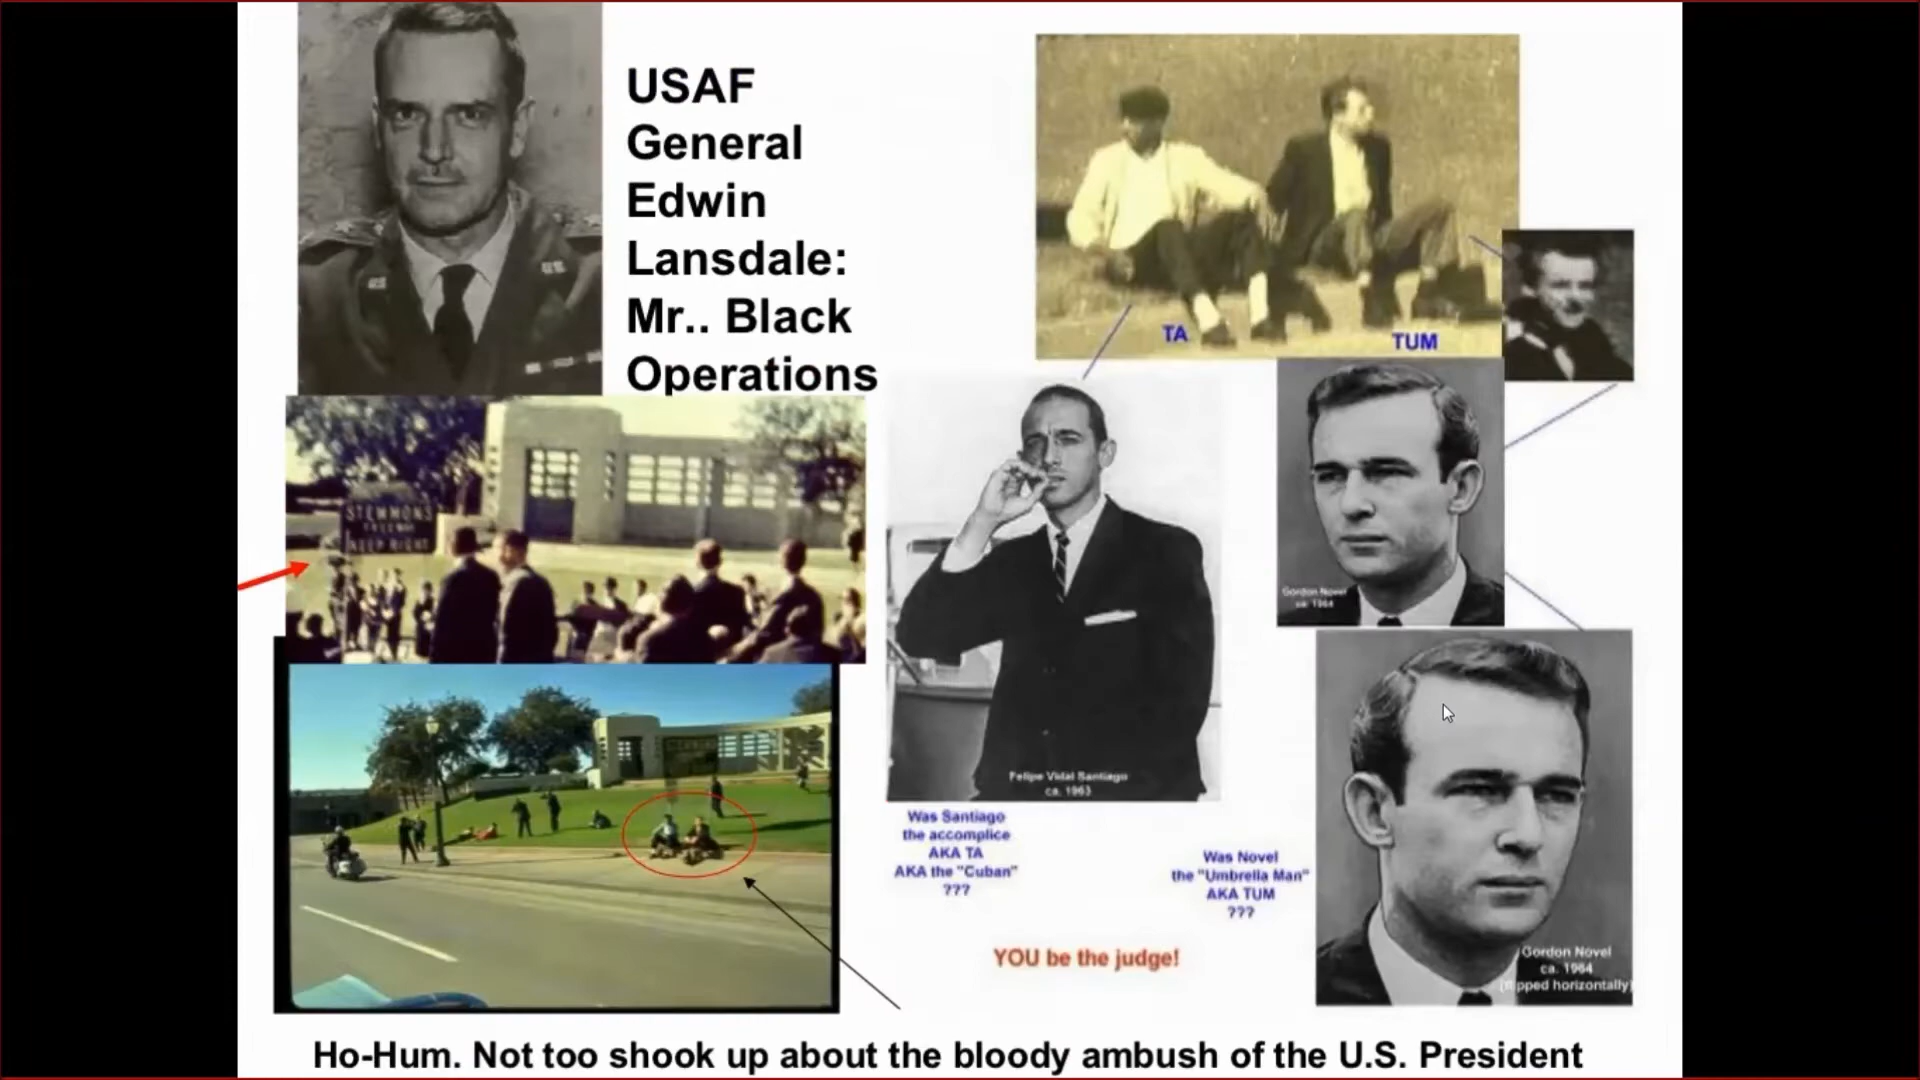 USAF
General
Edwin
Lansdale:
Mr.. Black
Operations
TA
TUM
STEMMONS
FREEWAY
KEEP RIGHT
Gordon Novel
ca. 1964
Felipe Vidal Santiago
ca. 1963
Was Santiago
the accomplice
AKA TA
AKA the "Cuban"
???
Was Novel
the "Umbrella Man"
AKA TUM
???
Gordon Novel
ca. 1964
(flipped horizontally)
YOU be the judge!
Ho-Hum. Not too shook up about the bloody ambush of the U.S. President